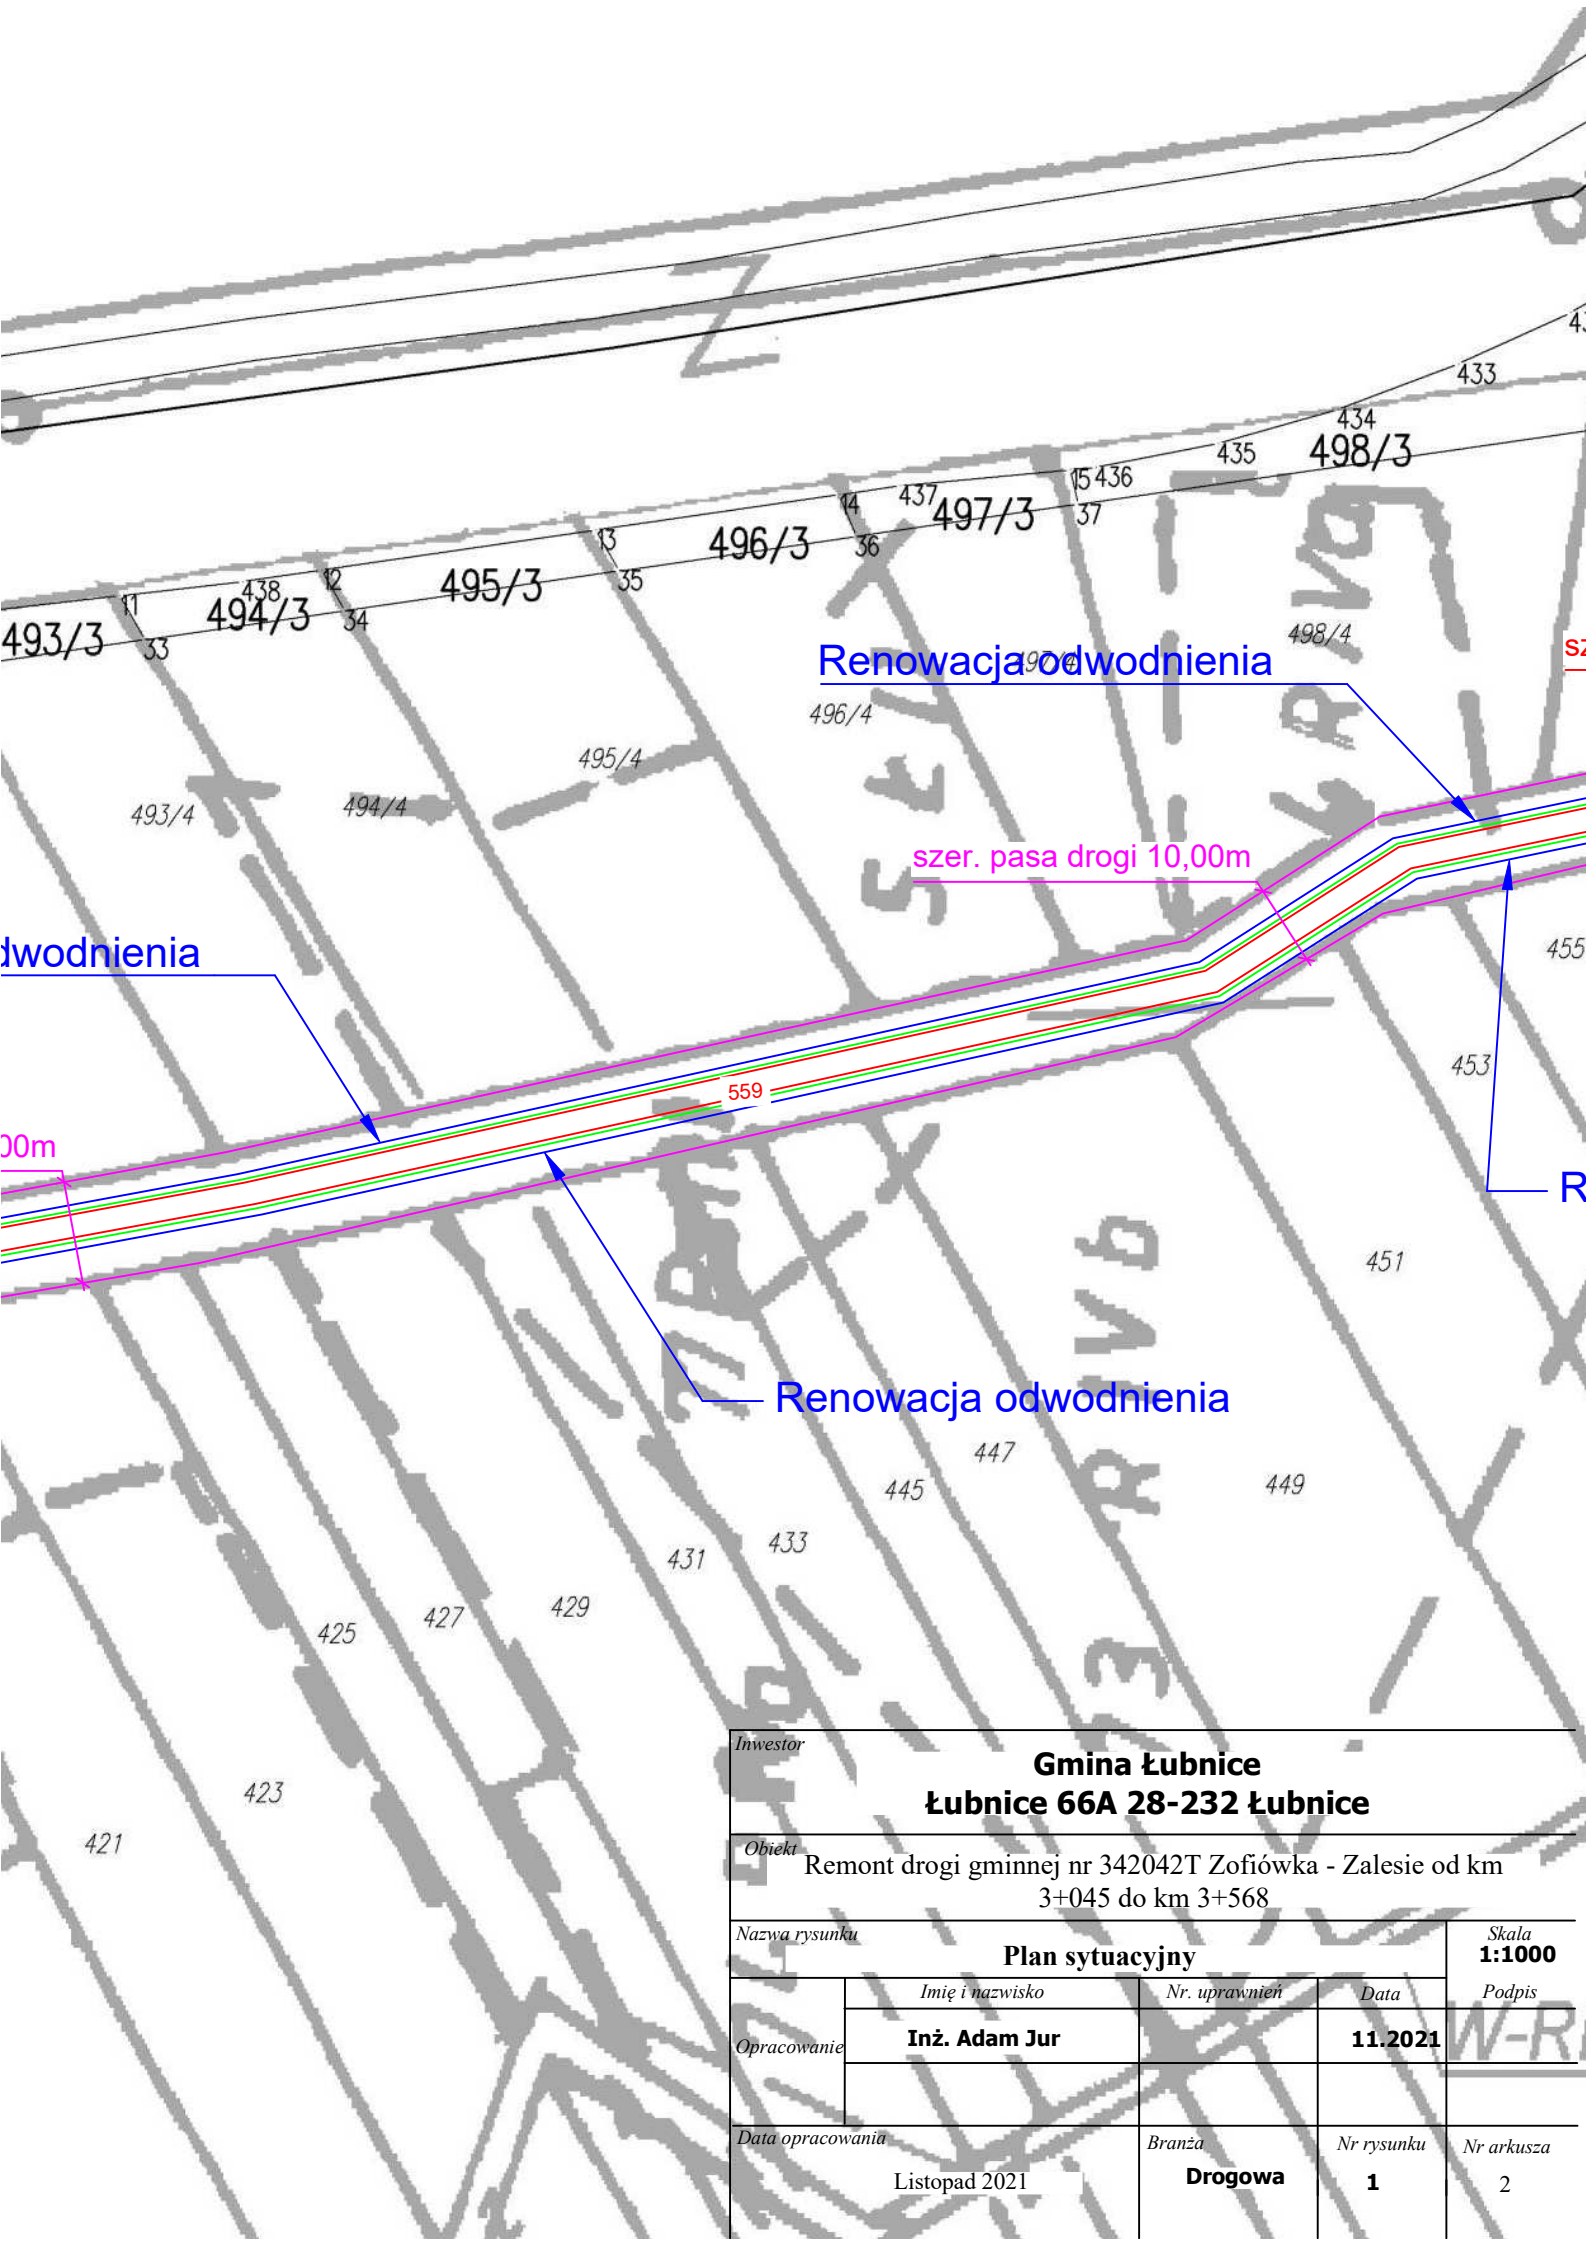 433
434
498/3
435
436
15
437
497/3
37
14
496/3
36
13
495/3
35
12
438
494/3
34
11
493/3
33
498/4
Renowacja odwodnienia
497/4
496/4
495/4
494/4
493/4
szer. pasa drogi 10,00m
dwodnienia
455
453
559
00m
R
451
Renowacja odwodnienia
RIVb
447
445
449
433
431
429
427
425
423
421
Inwestor
Gmina Łubnice
Łubnice 66A 28-232 Łubnice
Obiekt
Remont drogi gminnej nr 342042T Zofiówka - Zalesie od km
3+045 do km 3+568
Nazwa rysunku
Plan sytuacyjny
Skala
1:1000
Imię i nazwisko
Nr. uprawnień
Data
Podpis
Opracowanie
Inż. Adam Jur
11.2021
Data opracowania
Listopad 2021
Branża
Drogowa
Nr rysunku
1
Nr arkusza
2